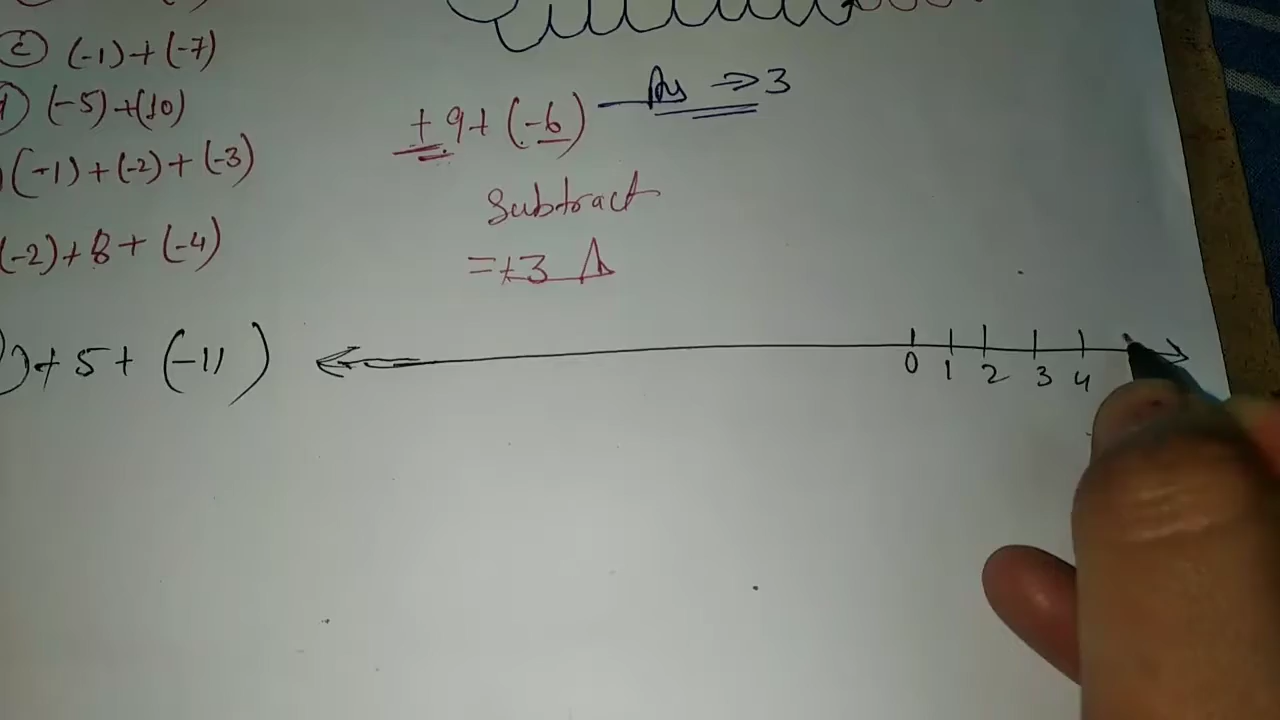 (c) (-1)+(-7)
(-5)+(10)
(-1)+(-2)+(-3)
(-2)+8+(-4)
)+5+(-11)
Ans ⇒ 3
+9+(-6)
Subtract
=+3 A
0 1 2 3 4